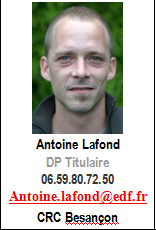 Antoine Lafond
DP Titulaire
06.59.80.72.50
Antoine.lafond@edf.fr
CRC Besançon